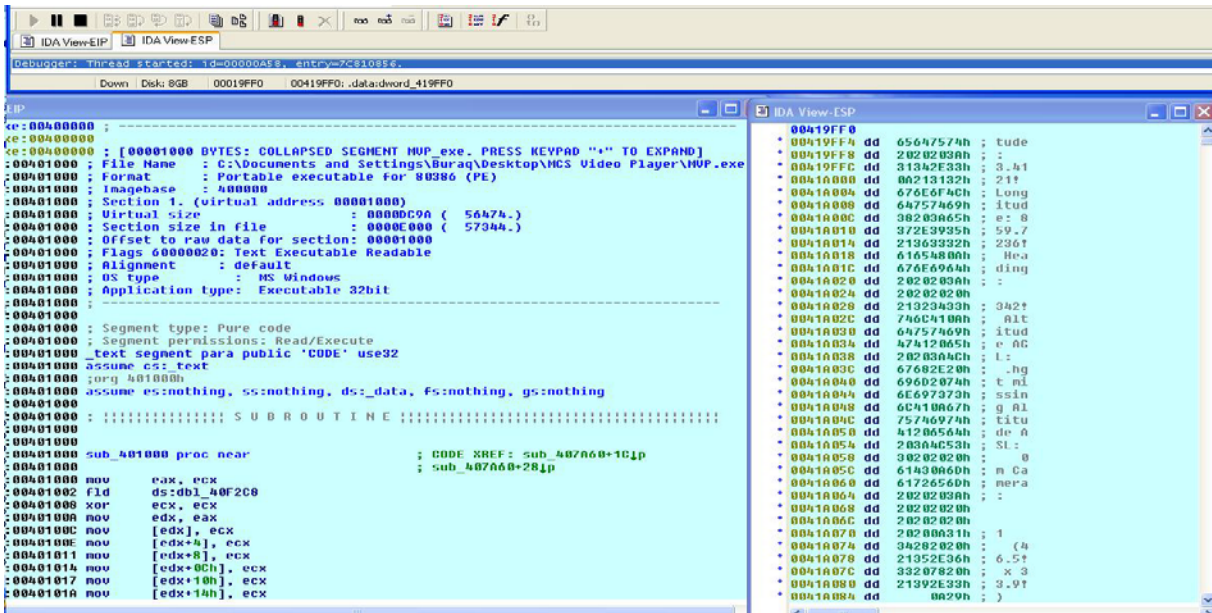 IDA View-EIP IDA View-ESP
Debugger: Thread started: id=00000A58, entry=7C810856.
Down Disk: 8GB 00019FF0 00419FF0: .data:dword_419FF0
EIP
ke:00400000 ; ---------------------------------------------------------------------------
ke:00400000
ke:00400000 ; [00001000 BYTES: COLLAPSED SEGMENT MVP_exe. PRESS KEYPAD "+" TO EXPAND]
:00401000 ; File Name : C:\Documents and Settings\Buraq\Desktop\MCS Video Player\MVP.exe
:00401000 ; Format : Portable executable for 80386 (PE)
:00401000 ; Imagebase : 400000
:00401000 ; Section 1. (virtual address 00001000)
:00401000 ; Virtual size : 0000DC9A ( 56474.)
:00401000 ; Section size in file : 0000E000 ( 57344.)
:00401000 ; Offset to raw data for section: 00001000
:00401000 ; Flags 60000020: Text Executable Readable
:00401000 ; Alignment : default
:00401000 ; OS type : MS Windows
:00401000 ; Application type: Executable 32bit
:00401000 ; ---------------------------------------------------------------------------
:00401000
:00401000 ; Segment type: Pure code
:00401000 ; Segment permissions: Read/Execute
:00401000 _text segment para public 'CODE' use32
:00401000 assume cs:_text
:00401000 ;org 401000h
:00401000 assume es:nothing, ss:nothing, ds:_data, fs:nothing, gs:nothing
:00401000
:00401000 ; ||||||||||||||| S U B R O U T I N E |||||||||||||||||||||||||||||||||||||||
:00401000
:00401000
:00401000 sub_401000 proc near ; CODE XREF: sub_407A60+1C↓p
:00401000 ; sub_407A60+28↓p
:00401000 mov eax, ecx
:00401002 fld ds:dbl_40F2C8
:00401008 xor ecx, ecx
:0040100A mov edx, eax
:0040100C mov [edx], ecx
:0040100E mov [edx+4], ecx
:00401011 mov [edx+8], ecx
:00401014 mov [edx+0Ch], ecx
:00401017 mov [edx+10h], ecx
:0040101A mov [edx+14h], ecx
IDA View-ESP
00419FF0
00419FF4 dd 65647574h ; tude
00419FF8 dd 2020203Ah ; :
00419FFC dd 31342E33h ; 3.41
0041A000 dd 0A213132h ; 21!
0041A004 dd 676E6F4Ch ; Long
0041A008 dd 64757469h ; itud
0041A00C dd 38203A65h ; e: 8
0041A010 dd 372E3935h ; 59.7
0041A014 dd 21363332h ; 236!
0041A018 dd 6165480Ah ; Hea
0041A01C dd 676E6964h ; ding
0041A020 dd 2020203Ah ; :
0041A024 dd 20202020h
0041A028 dd 21323433h ; 342!
0041A02C dd 746C410Ah ; Alt
0041A030 dd 64757469h ; itud
0041A034 dd 47412065h ; e AG
0041A038 dd 20203A4Ch ; L:
0041A03C dd 67682E20h ; .hg
0041A040 dd 696D2074h ; t mi
0041A044 dd 6E697373h ; ssin
0041A048 dd 6C410A67h ; g Al
0041A04C dd 75746974h ; titu
0041A050 dd 41206564h ; de A
0041A054 dd 203A4C53h ; SL:
0041A058 dd 30202020h ; 0
0041A05C dd 61430A6Dh ; m Ca
0041A060 dd 6172656Dh ; mera
0041A064 dd 2020203Ah ; :
0041A068 dd 20202020h
0041A06C dd 20202020h
0041A070 dd 20200A31h ; 1
0041A074 dd 34282020h ; (4
0041A078 dd 21352E36h ; 6.5!
0041A07C dd 33207820h ; x 3
0041A080 dd 21392E33h ; 3.9!
0041A084 dd 0A29h ; )